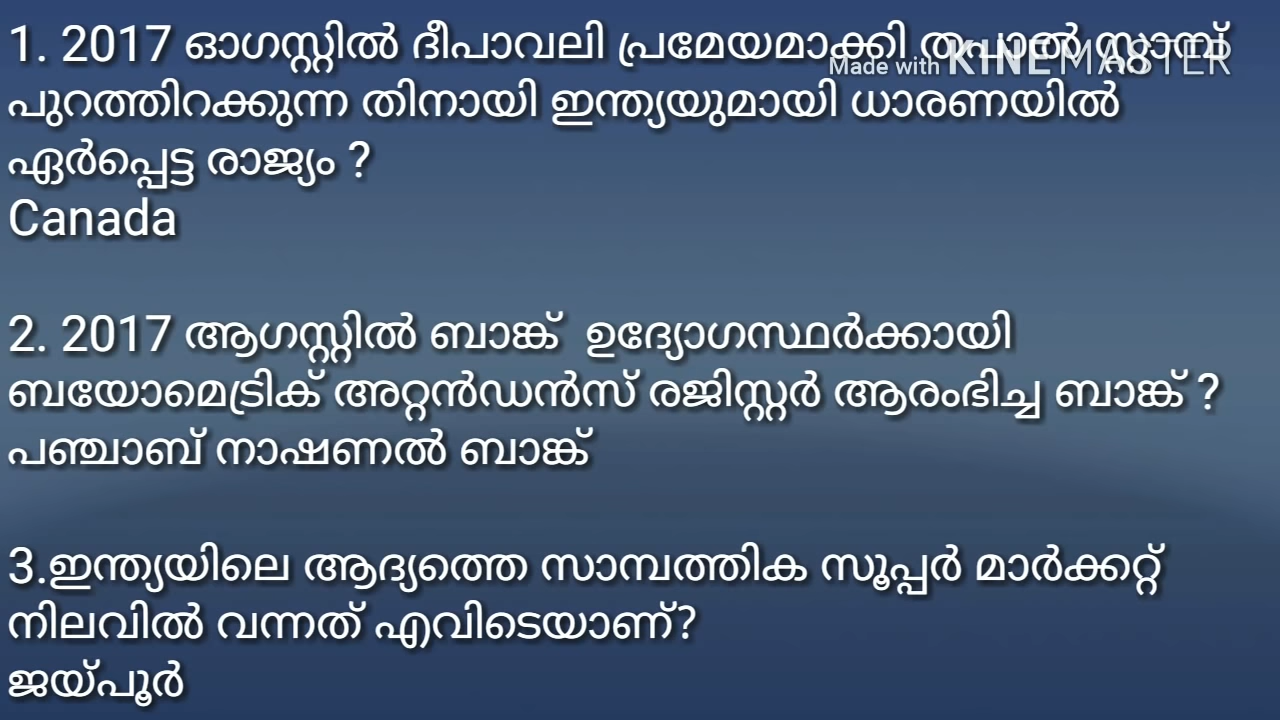 1. 2017 ഓഗസ്റ്റിൽ ദീപാവലി പ്രമേയമാക്കി തപാൽ സ്റ്റാമ്പ്
Made with KINEMASTER
പുറത്തിറക്കുന്ന തിനായി ഇന്ത്യയുമായി ധാരണയിൽ
ഏർപ്പെട്ട രാജ്യം ?
Canada
2. 2017 ആഗസ്റ്റിൽ ബാങ്ക് ഉദ്യോഗസ്ഥർക്കായി
ബയോമെട്രിക് അറ്റൻഡൻസ് രജിസ്റ്റർ ആരംഭിച്ച ബാങ്ക് ?
പഞ്ചാബ് നാഷണൽ ബാങ്ക്
3.ഇന്ത്യയിലെ ആദ്യത്തെ സാമ്പത്തിക സൂപ്പർ മാർക്കറ്റ്
നിലവിൽ വന്നത് എവിടെയാണ്?
ജയ്പൂർ